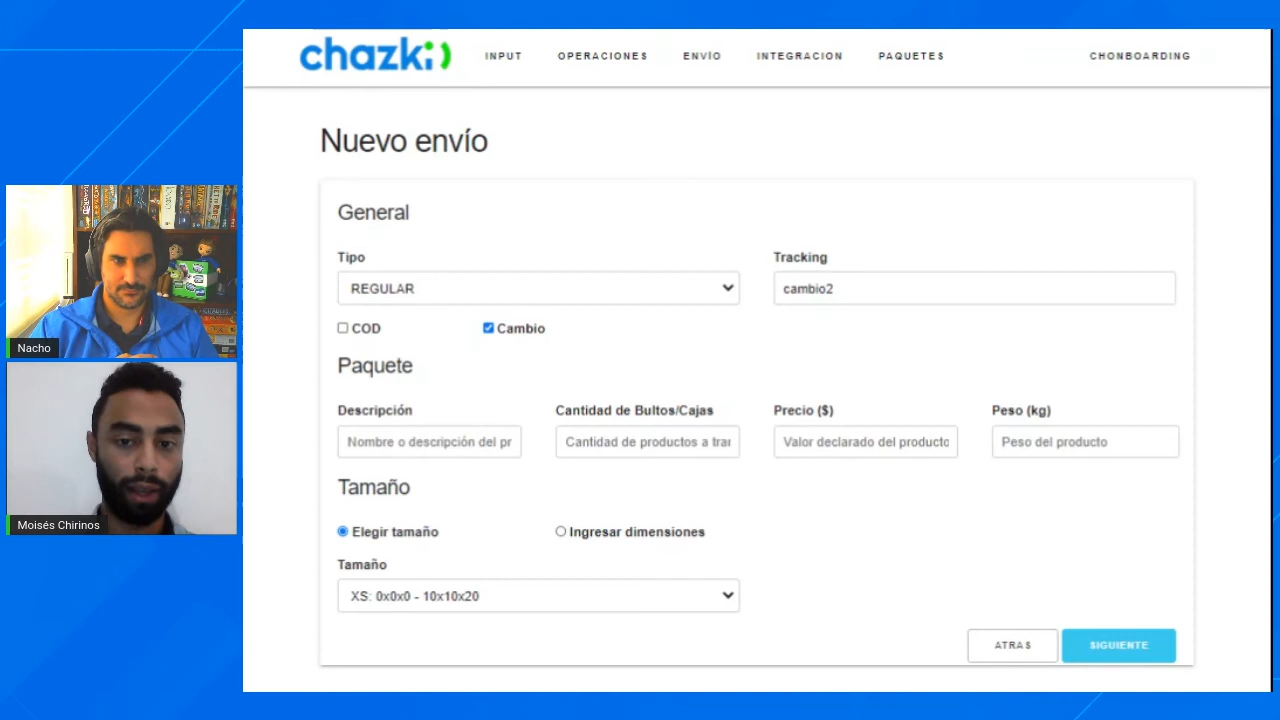 chazki
INPUT OPERACIONES ENVÍO INTEGRACION PAQUETES CHONBOARDING
Nuevo envío
General
Tipo Tracking
REGULAR cambio2
COD Cambio
Paquete
Descripción Cantidad de Bultos/Cajas Precio ($) Peso (kg)
Nombre o descripción del pr Cantidad de productos a trai Valor declarado del producto Peso del producto
Tamaño
Elegir tamaño Ingresar dimensiones
Tamaño
XS: 0x0x0 - 10x10x20
ATRAS SIGUIENTE
Nacho
Moisés Chirinos